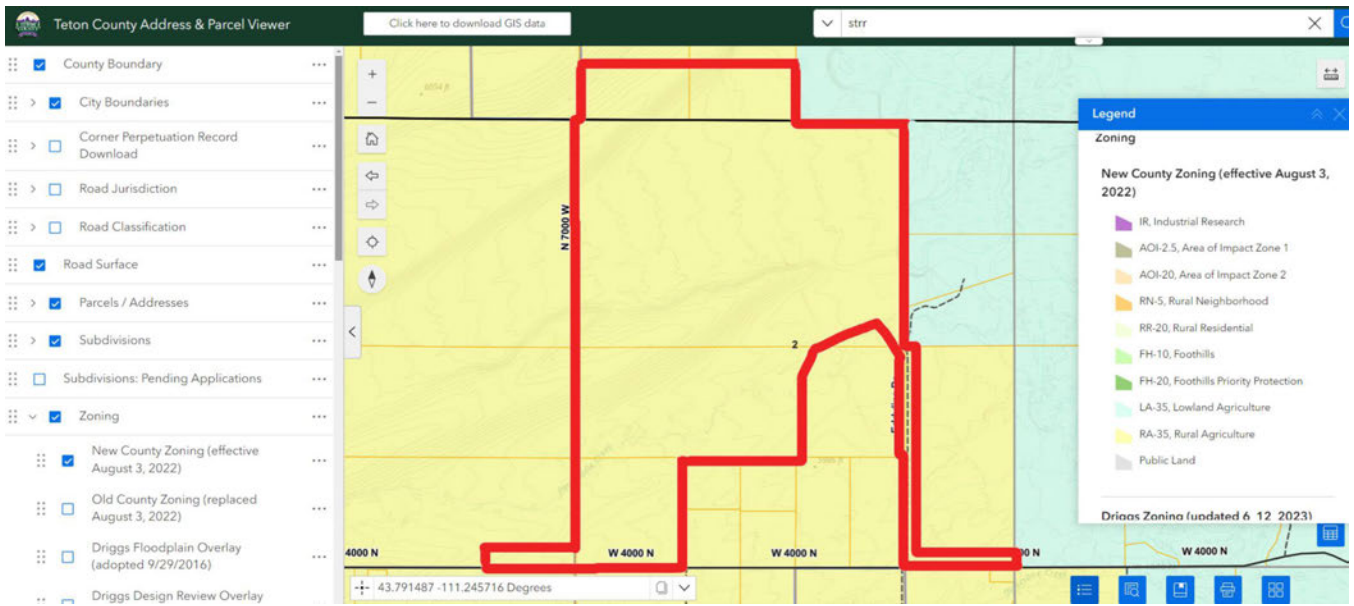 Teton County Address & Parcel Viewer
Click here to download GIS data
strr
County Boundary
City Boundaries
Corner Perpetuation Record
Download
Road Jurisdiction
Road Classification
Road Surface
Parcels / Addresses
Subdivisions
Subdivisions: Pending Applications
Zoning
New County Zoning (effective
August 3, 2022)
Old County Zoning (replaced
August 3, 2022)
Driggs Floodplain Overlay
(adopted 9/29/2016)
Driggs Design Review Overlay
N 7000 W
2
4000 N
W 4000 N
W 4000 N
W 4000 N
43.791487 -111.245716 Degrees
Legend
Zoning
New County Zoning (effective August 3,
2022)
IR, Industrial Research
AOI-2.5, Area of Impact Zone 1
AOI-20, Area of Impact Zone 2
RN-5, Rural Neighborhood
RR-20, Rural Residential
FH-10, Foothills
FH-20, Foothills Priority Protection
LA-35, Lowland Agriculture
RA-35, Rural Agriculture
Public Land
Driggs Zoning (updated 6_12_2023)